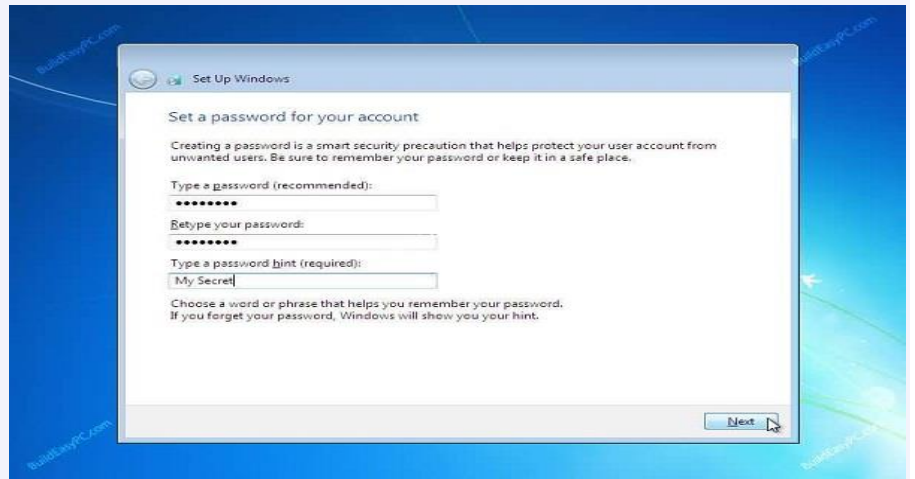 BuildEasyPC.com
BuildEasyPC.com
Set Up Windows
Set a password for your account
Creating a password is a smart security precaution that helps protect your user account from
unwanted users. Be sure to remember your password or keep it in a safe place.
Type a password (recommended):
••••••••
Retype your password:
••••••••
Type a password hint (required):
My Secret
Choose a word or phrase that helps you remember your password.
If you forget your password, Windows will show you your hint.
Next
BuildEasyPC.com
BuildEasyPC.com